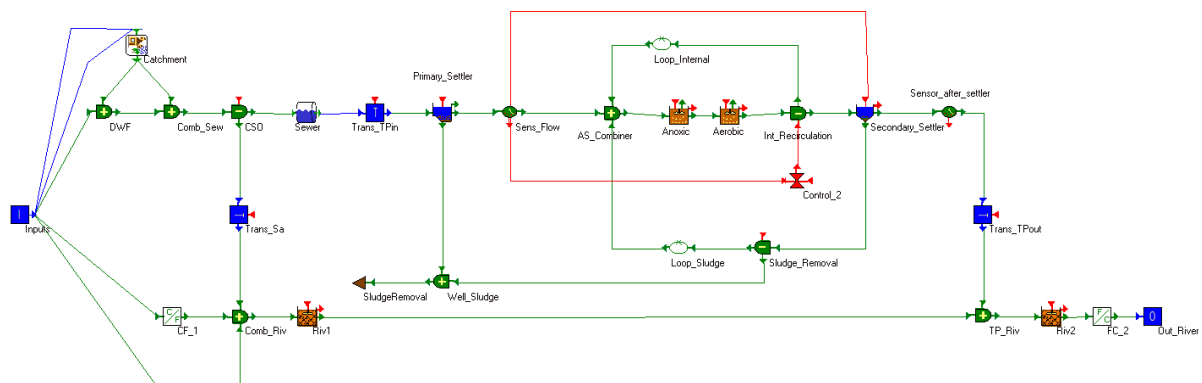 Catchment
Loop_Internal
Primary_Settler
Sensor_after_settler
DWF
Comb_Sew
CSO
Sewer
T
Trans_TPin
Sens_Flow
AS_Combiner
Anoxic
Aerobic
Int_Recirculation
Secondary_Settler
Control_2
I
Inputs
T
Trans_Sa
T
Trans_TPout
Loop_Sludge
Sludge_Removal
SludgeRemoval
Well_Sludge
C/F
CF_1
Comb_Riv
Riv1
TP_Riv
Riv2
F/C
FC_2
O
Out_River